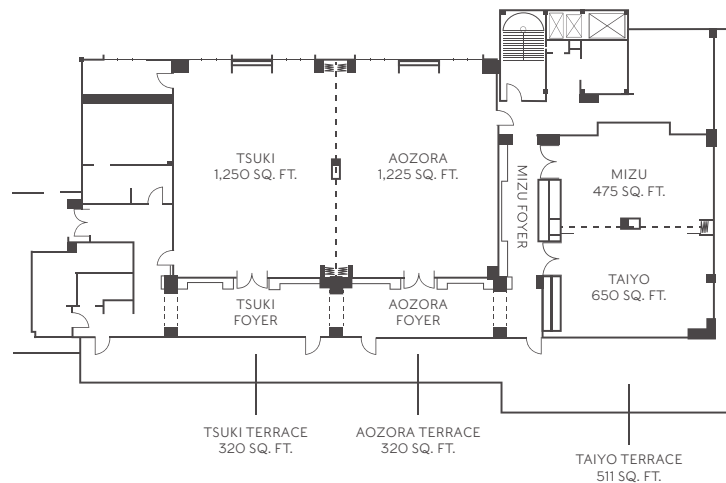 TSUKI
1,250 SQ. FT.
AOZORA
1,225 SQ. FT.
MIZU FOYER
MIZU
475 SQ. FT.
TAIYO
650 SQ. FT.
TSUKI
FOYER
AOZORA
FOYER
TSUKI TERRACE
320 SQ. FT.
AOZORA TERRACE
320 SQ. FT.
TAIYO TERRACE
511 SQ. FT.